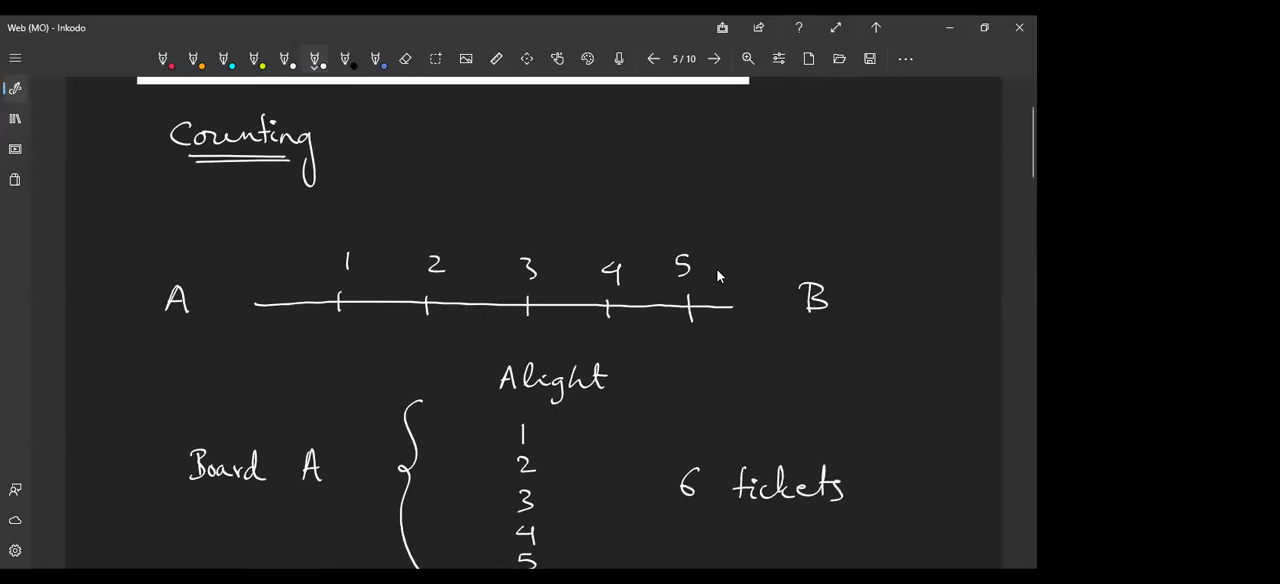 Web (MO) - Inkodo
5 / 10
Counting
1 2 3 4 5
A B
Alight
1
Board A 2 6 tickets
3
4
5